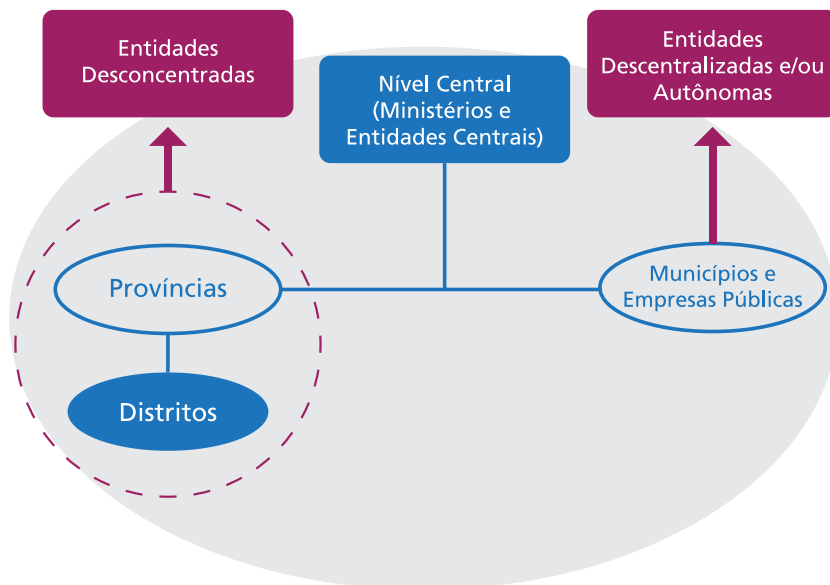 Entidades
Desconcentradas
Nível Central
(Ministérios e
Entidades Centrais)
Entidades
Descentralizadas e/ou
Autônomas
Províncias
Municípios e
Empresas Públicas
Distritos